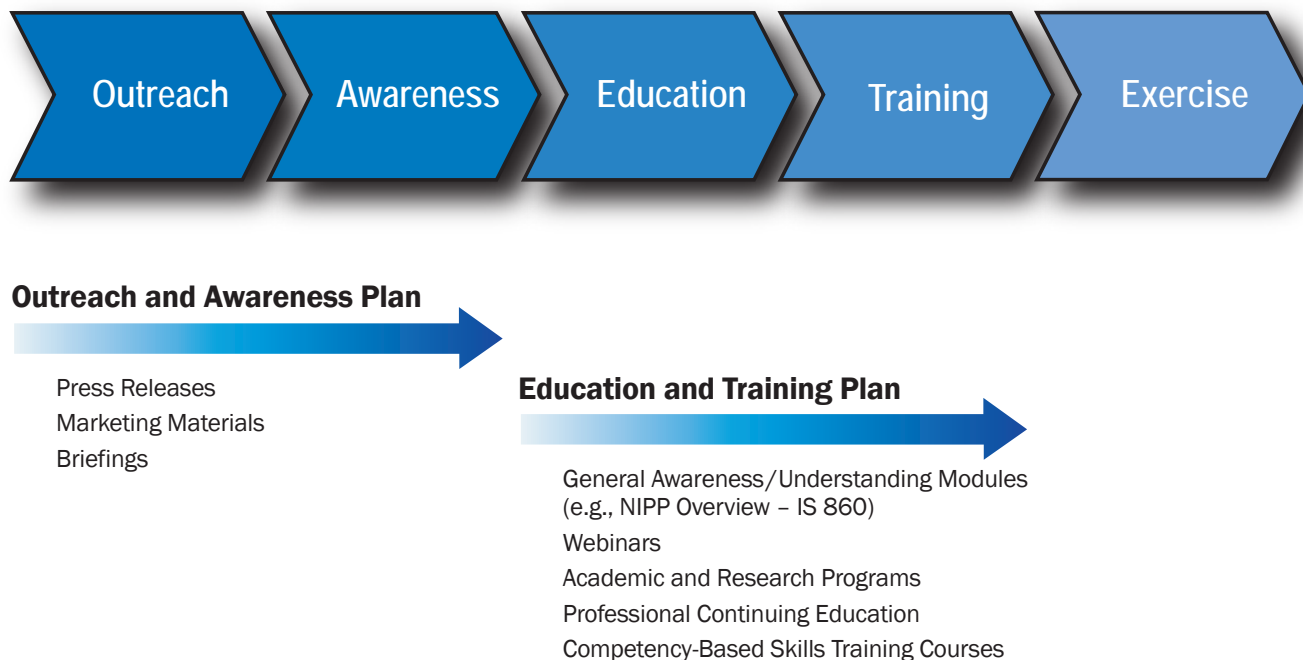 Outreach
Awareness
Education
Training
Exercise
Outreach and Awareness Plan
Press Releases
Marketing Materials
Briefings
Education and Training Plan
General Awareness/Understanding Modules
(e.g., NIPP Overview – IS 860)
Webinars
Academic and Research Programs
Professional Continuing Education
Competency-Based Skills Training Courses